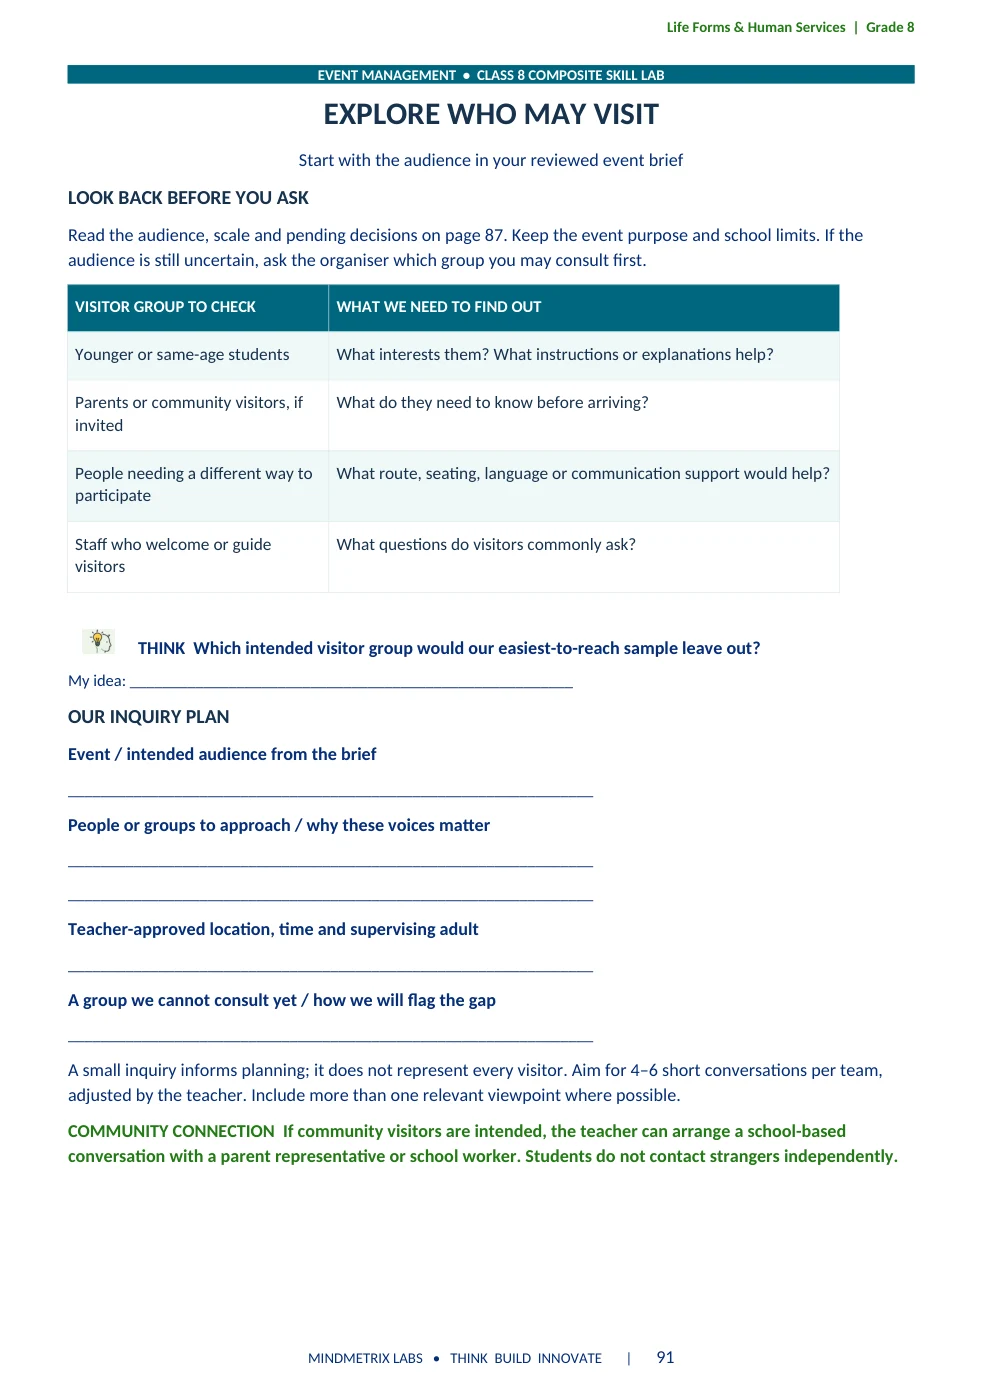 Life Forms & Human Services | Grade 8
EVENT MANAGEMENT ● CLASS 8 COMPOSITE SKILL LAB
EXPLORE WHO MAY VISIT
Start with the audience in your reviewed event brief
LOOK BACK BEFORE YOU ASK
Read the audience, scale and pending decisions on page 87. Keep the event purpose and school limits. If the
audience is still uncertain, ask the organiser which group you may consult first.
VISITOR GROUP TO CHECK
WHAT WE NEED TO FIND OUT
Younger or same-age students
What interests them? What instructions or explanations help?
Parents or community visitors, if
invited
What do they need to know before arriving?
People needing a different way to
participate
What route, seating, language or communication support would help?
Staff who welcome or guide
visitors
What questions do visitors commonly ask?
THINK Which intended visitor group would our easiest-to-reach sample leave out?
My idea: ____________________________________________________
OUR INQUIRY PLAN
Event / intended audience from the brief
______________________________________________________________
People or groups to approach / why these voices matter
______________________________________________________________
______________________________________________________________
Teacher-approved location, time and supervising adult
______________________________________________________________
A group we cannot consult yet / how we will flag the gap
______________________________________________________________
A small inquiry informs planning; it does not represent every visitor. Aim for 4–6 short conversations per team,
adjusted by the teacher. Include more than one relevant viewpoint where possible.
COMMUNITY CONNECTION If community visitors are intended, the teacher can arrange a school-based
conversation with a parent representative or school worker. Students do not contact strangers independently.
MINDMETRIX LABS ● THINK BUILD INNOVATE | 91